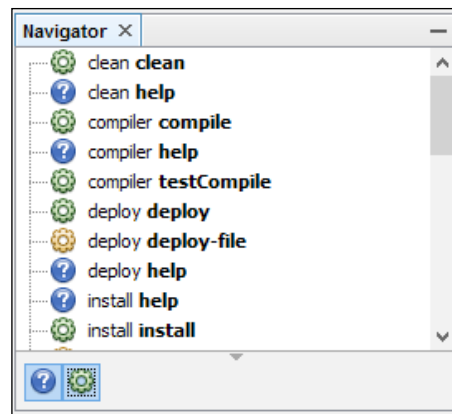 Navigator
clean clean
clean help
compiler compile
compiler help
compiler testCompile
deploy deploy
deploy deploy-file
deploy help
install help
install install